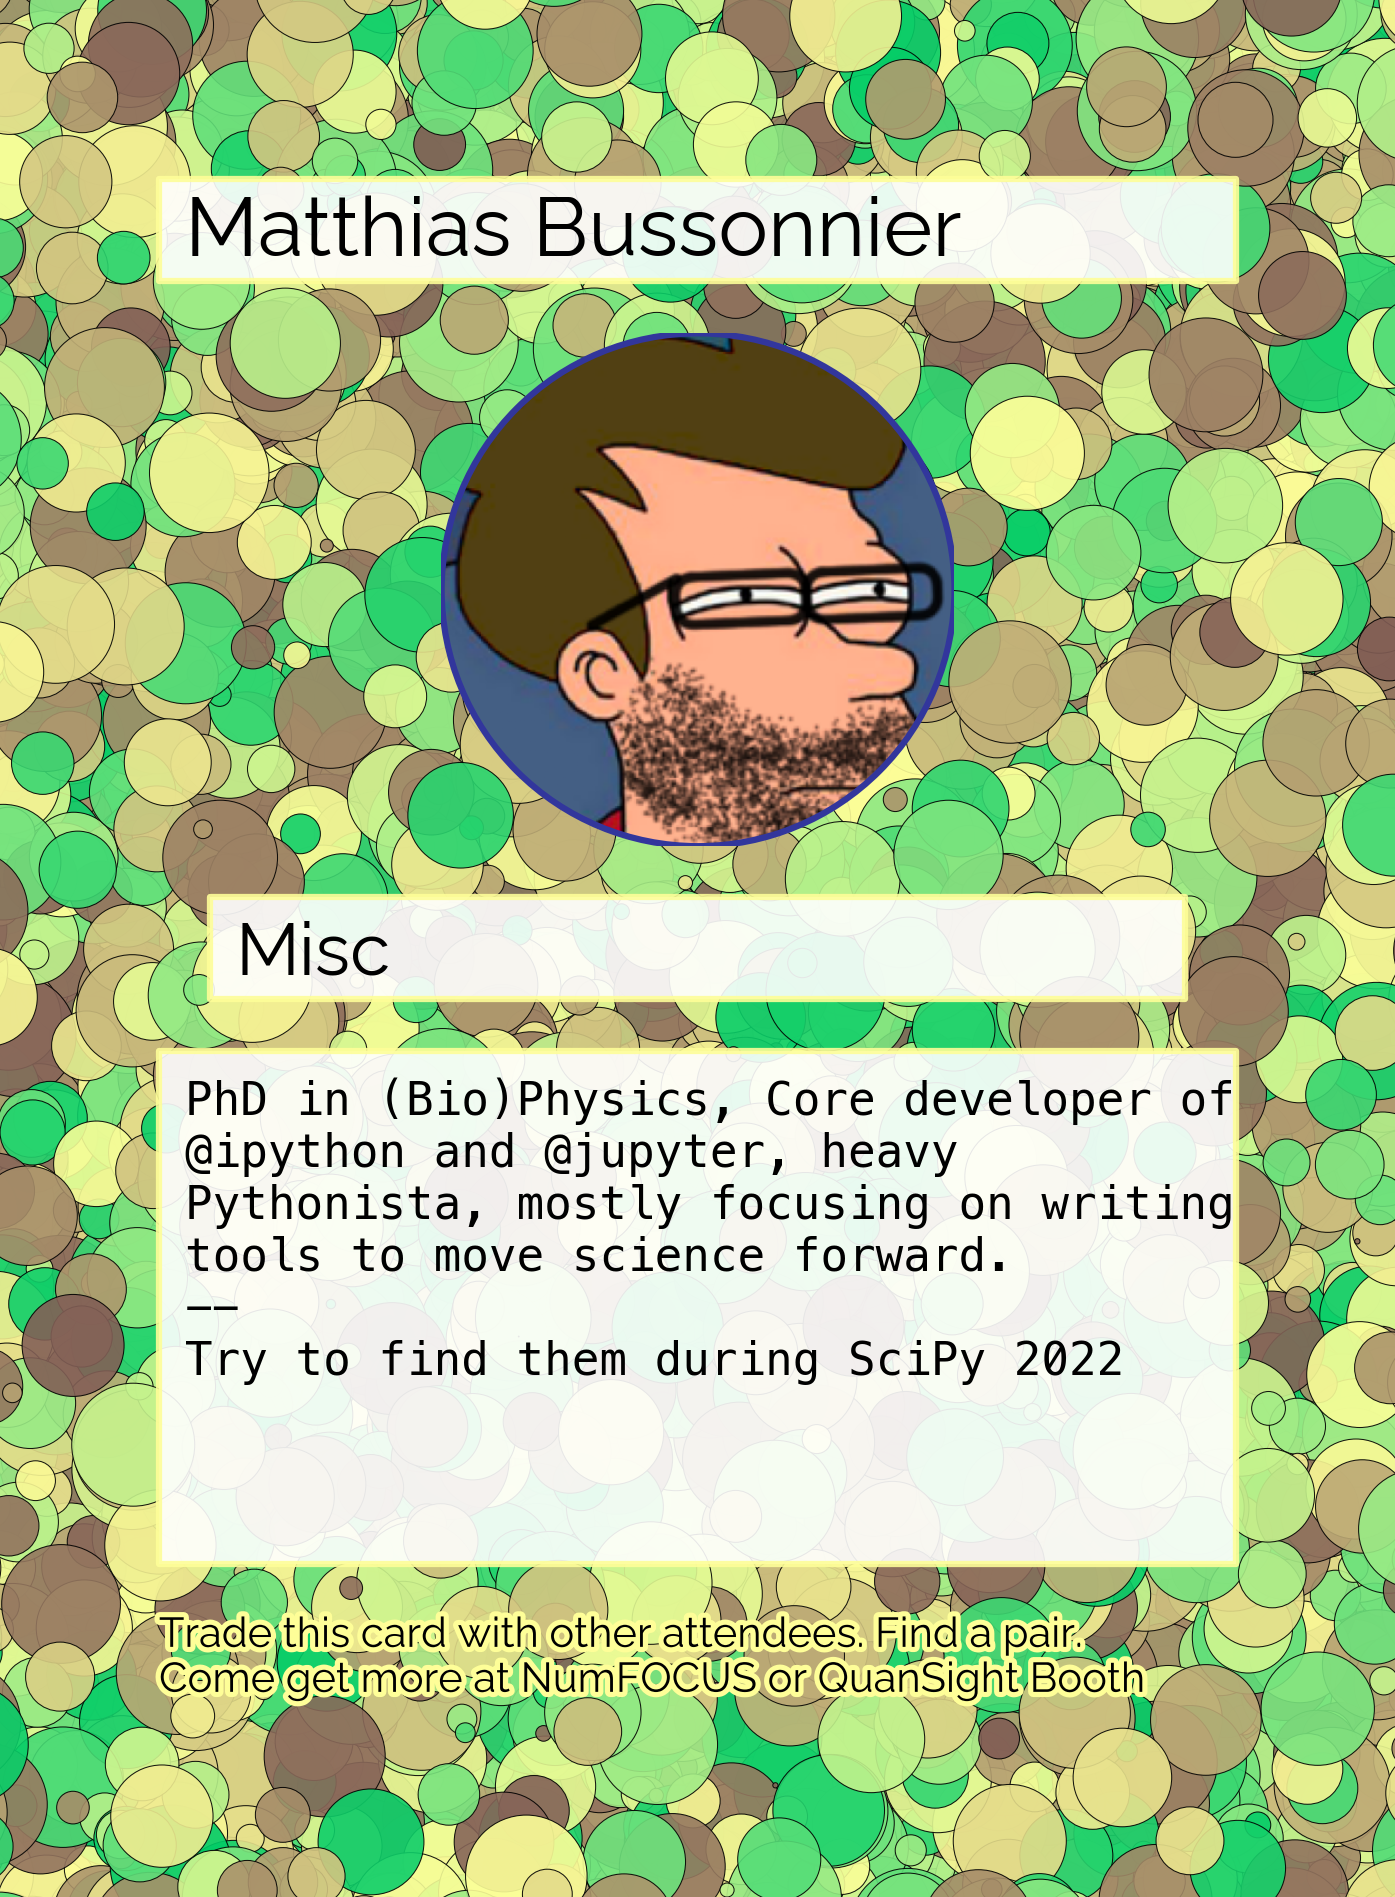 Matthias Bussonnier
Misc
PhD in (Bio)Physics, Core developer of
@ipython and @jupyter, heavy
Pythonista, mostly focusing on writing
tools to move science forward.
——
Try to find them during SciPy 2022
Trade this card with other attendees. Find a pair.
Come get more at NumFOCUS or QuanSight Booth